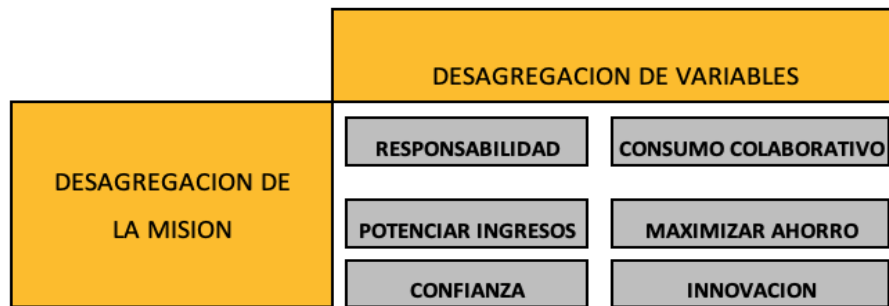 DESAGREGACION DE VARIABLES
DESAGREGACION DE
LA MISION
RESPONSABILIDAD
CONSUMO COLABORATIVO
POTENCIAR INGRESOS
MAXIMIZAR AHORRO
CONFIANZA
INNOVACION